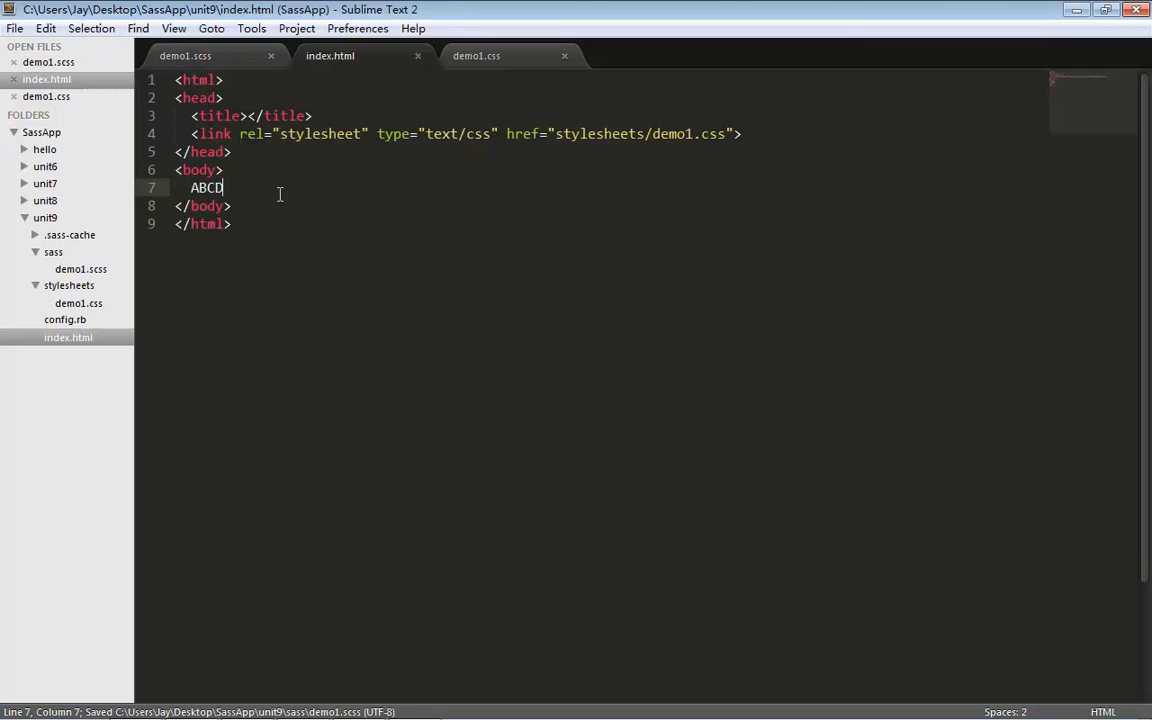 C:\Users\Jay\Desktop\SassApp\unit9\index.html (SassApp) - Sublime Text 2
File Edit Selection Find View Goto Tools Project Preferences Help
OPEN FILES
demo1.scss
index.html
demo1.css
FOLDERS
SassApp
hello
unit6
unit7
unit8
unit9
.sass-cache
sass
demo1.scss
stylesheets
demo1.css
config.rb
index.html
demo1.scss × index.html × demo1.css ×
1 <html>
2 <head>
3 <title></title>
4 <link rel="stylesheet" type="text/css" href="stylesheets/demo1.css">
5 </head>
6 <body>
7 ABCD
8 </body>
9 </html>
Line 7, Column 7; Saved C:\Users\Jay\Desktop\SassApp\unit9\sass\demo1.scss (UTF-8) Spaces: 2 HTML